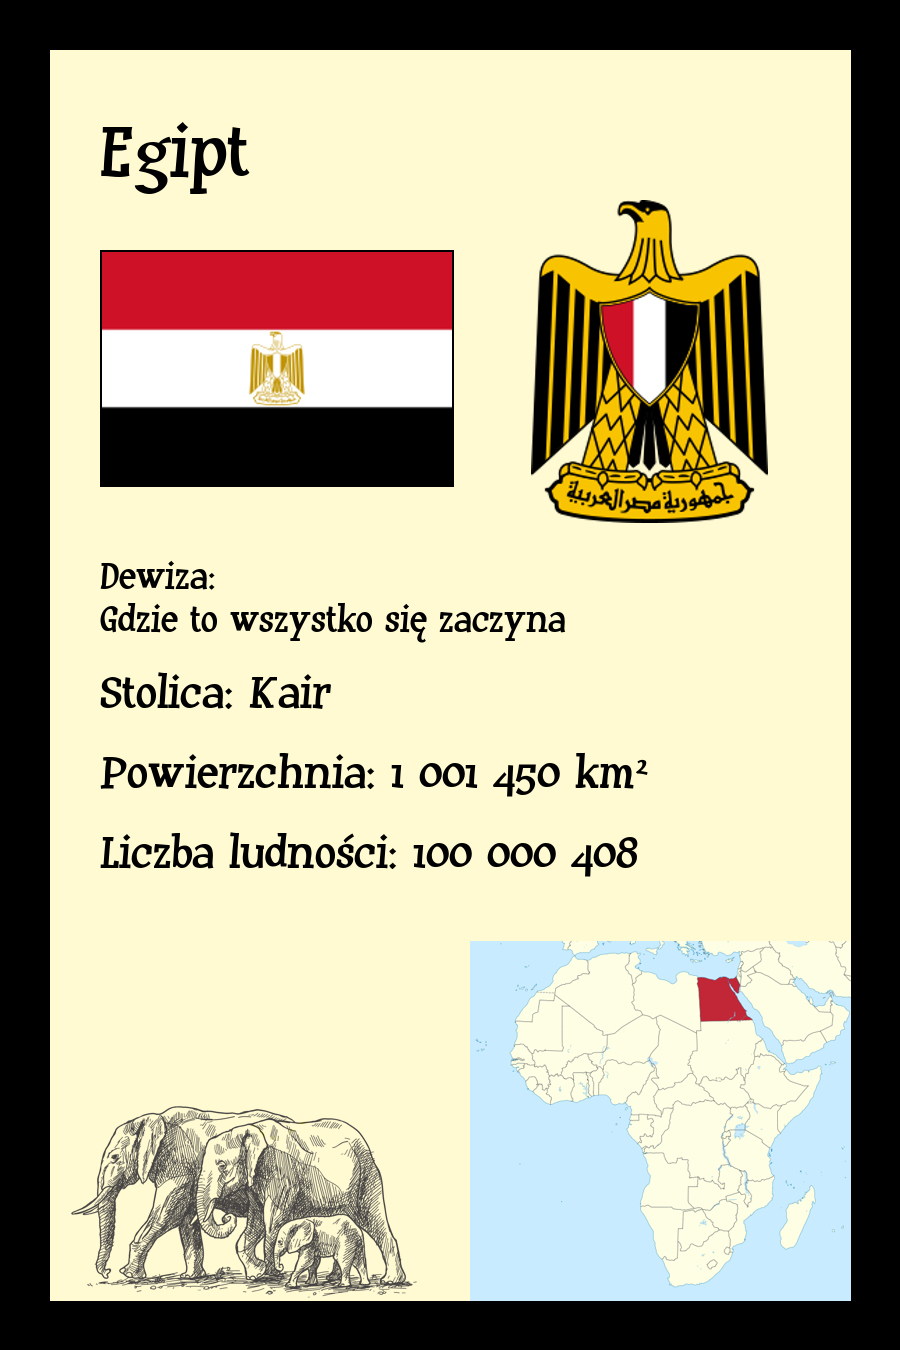 Egipt
جمهورية مصر العربية
Dewiza:
Gdzie to wszystko się zaczyna
Stolica: Kair
Powierzchnia: 1 001 450 km²
Liczba ludności: 100 000 408